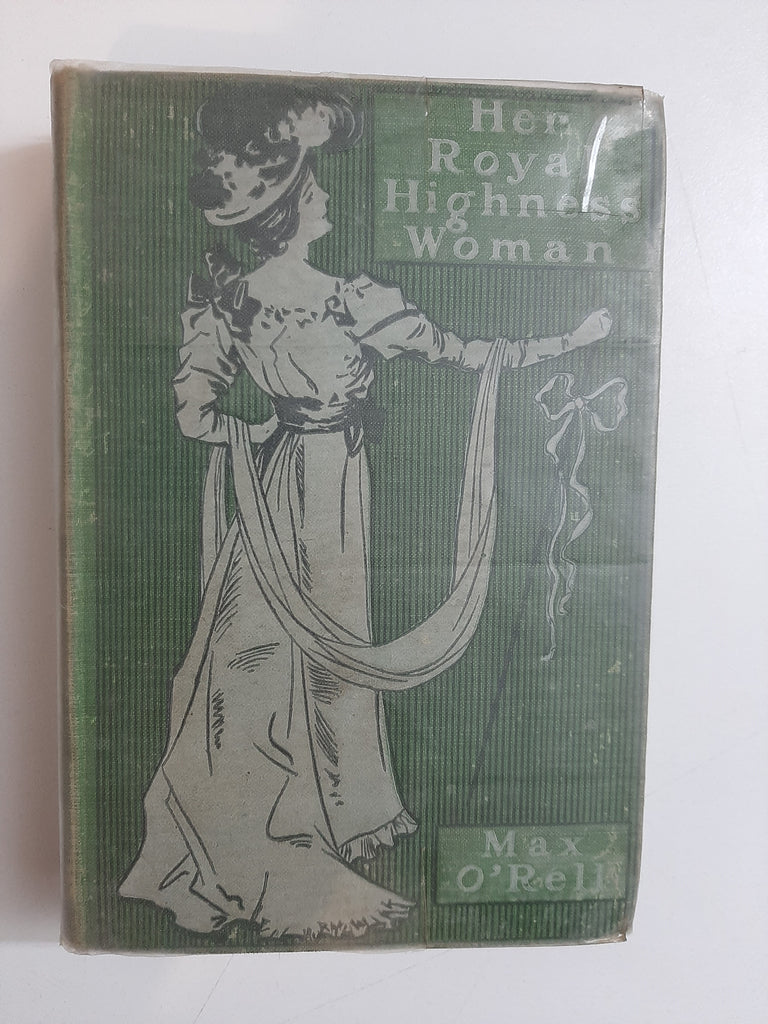 Her
Royal
Highness
Woman
Max
O'Rell